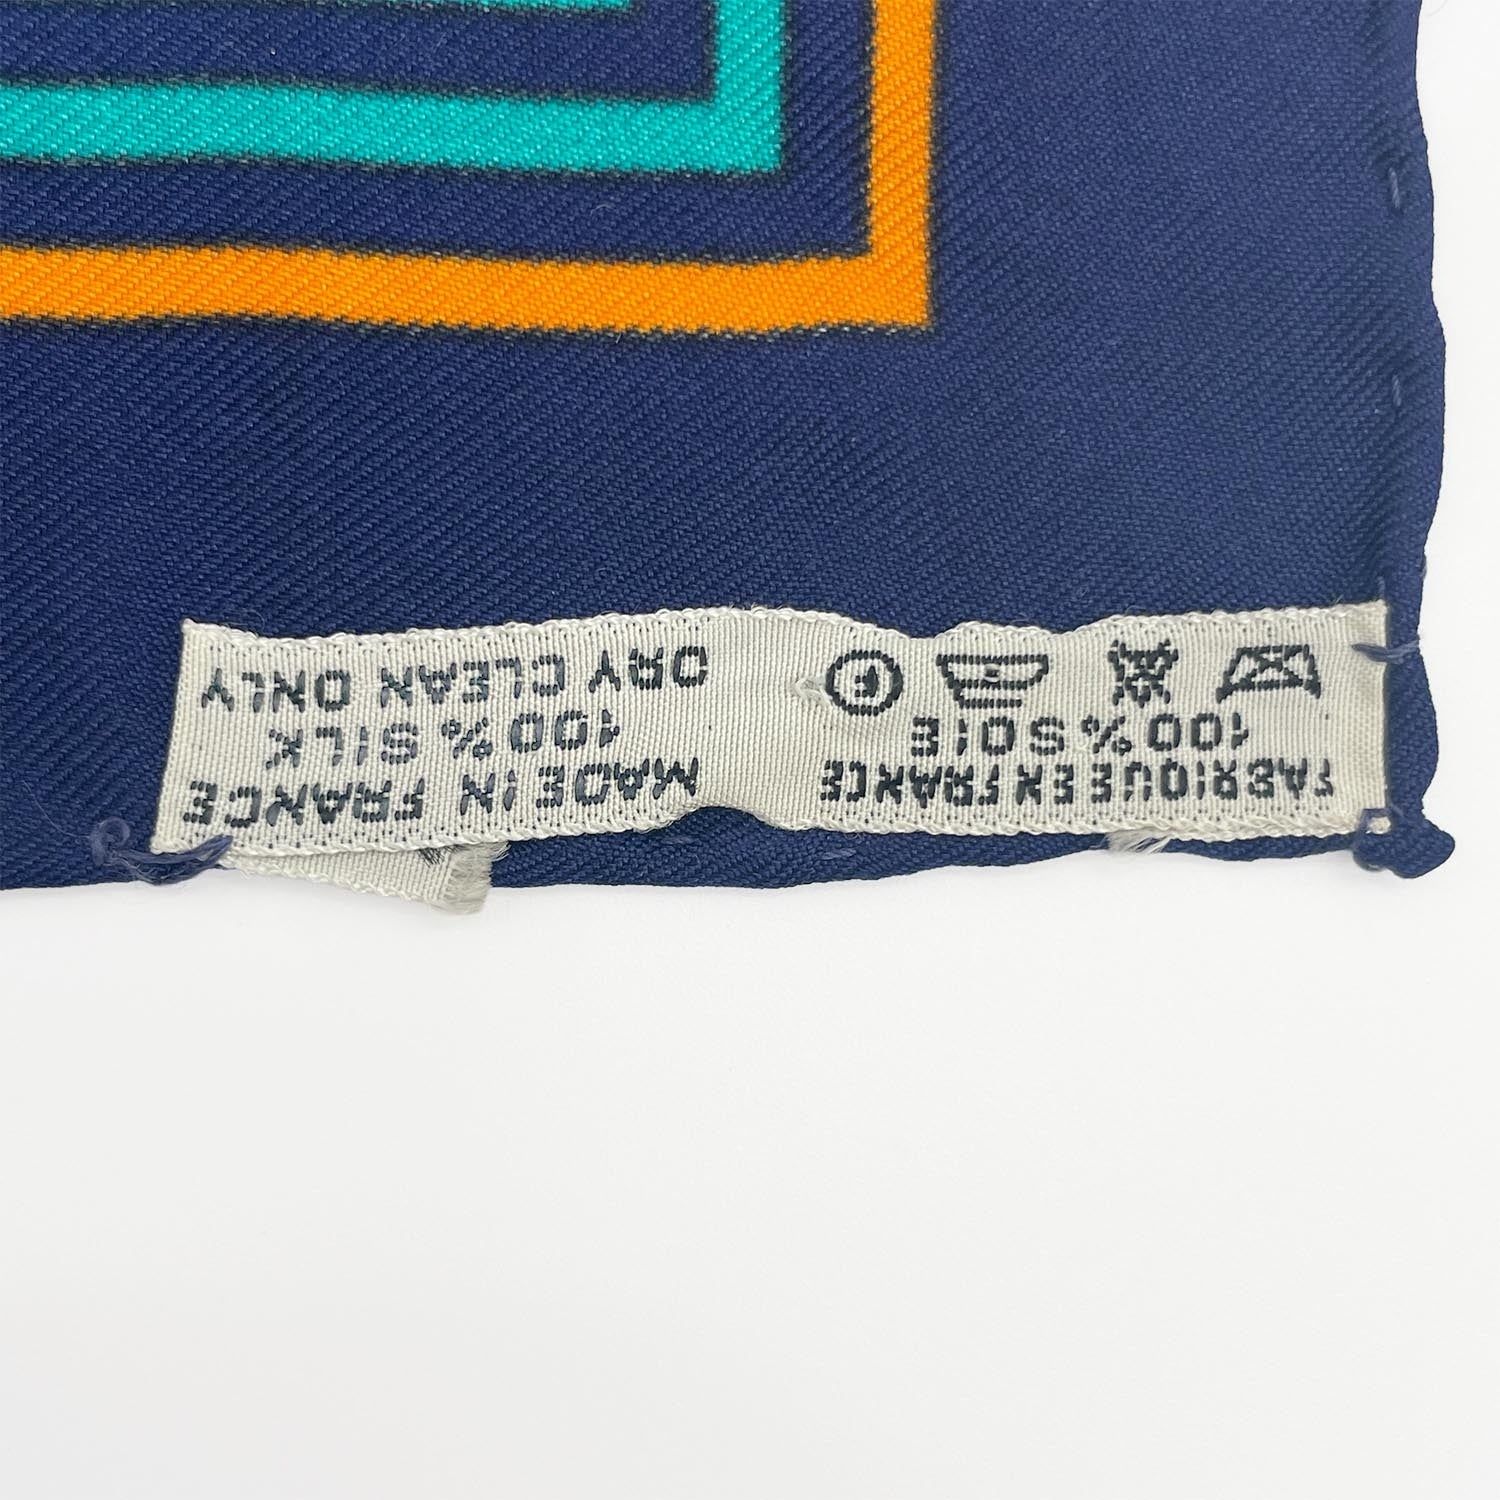 FABRIQUE EN FRANCE
100% SOIE
F
MADE IN FRANCE
100% SILK
DRY CLEAN ONLY